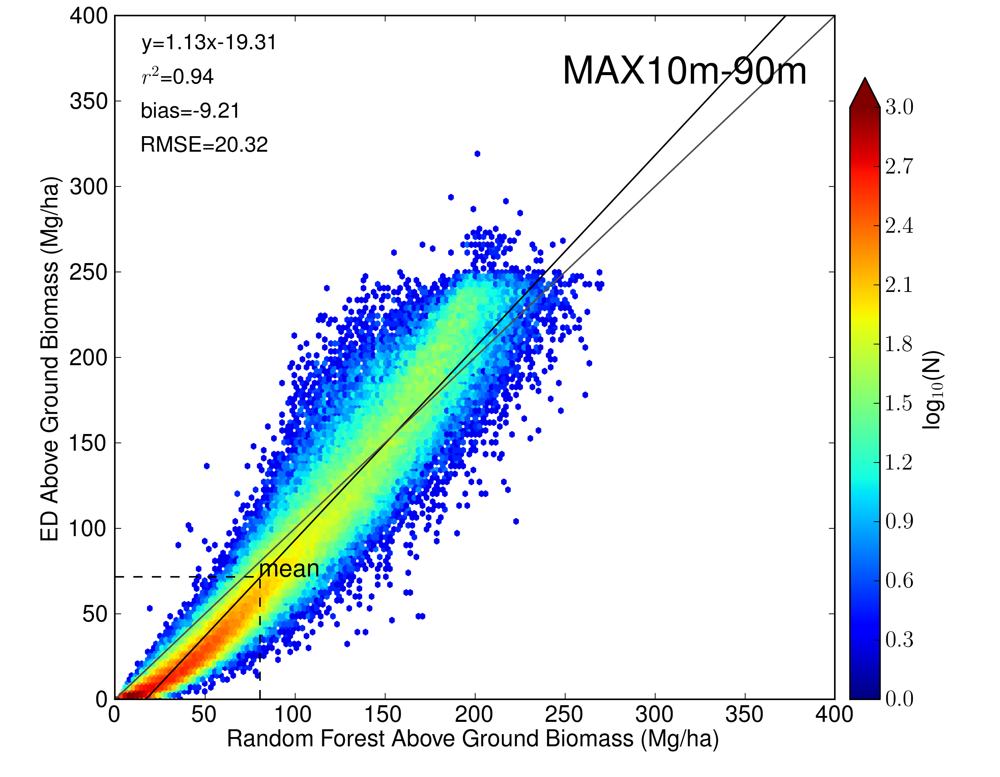 y=1.13x-19.31
r²=0.94
bias=-9.21
RMSE=20.32
MAX10m-90m
mean
ED Above Ground Biomass (Mg/ha)
400
350
300
250
200
150
100
50
0
0 50 100 150 200 250 300 350 400
Random Forest Above Ground Biomass (Mg/ha)
3.0
2.7
2.4
2.1
1.8
1.5
1.2
0.9
0.6
0.3
0.0
log₁₀(N)